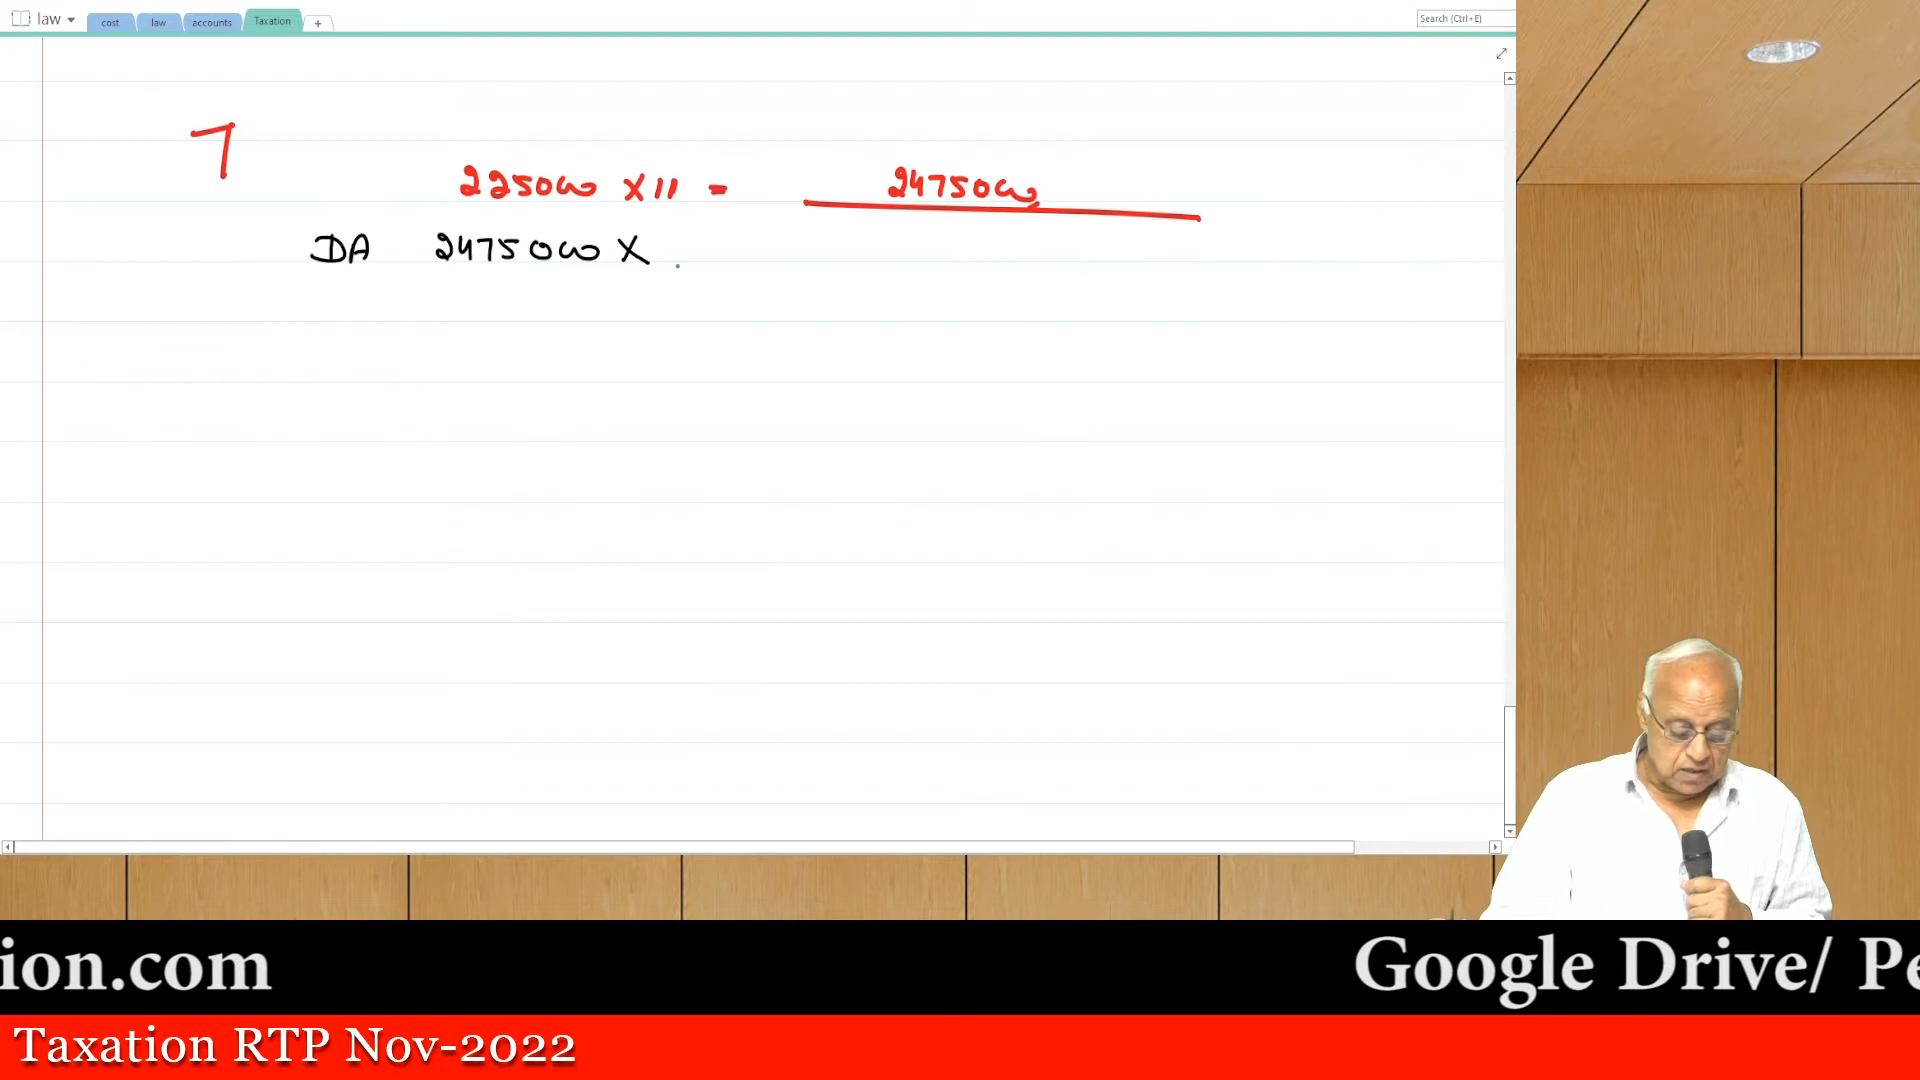 law
cost law accounts Taxation +
Search (Ctrl+E)
7
225000 x 11 = 2475000
DA 2475000 x
ion.com Google Drive/ Pe
Taxation RTP Nov-2022